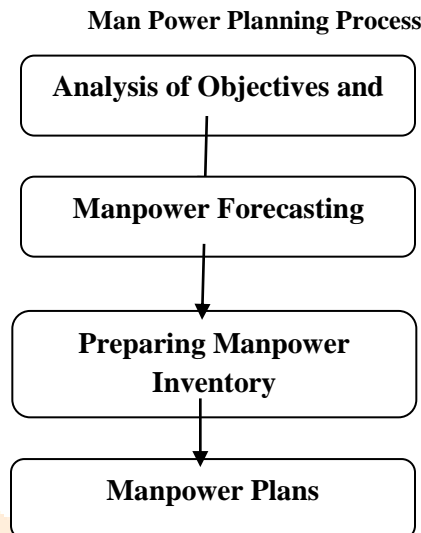 Man Power Planning Process
Analysis of Objectives and
Manpower Forecasting
Preparing Manpower
Inventory
Manpower Plans